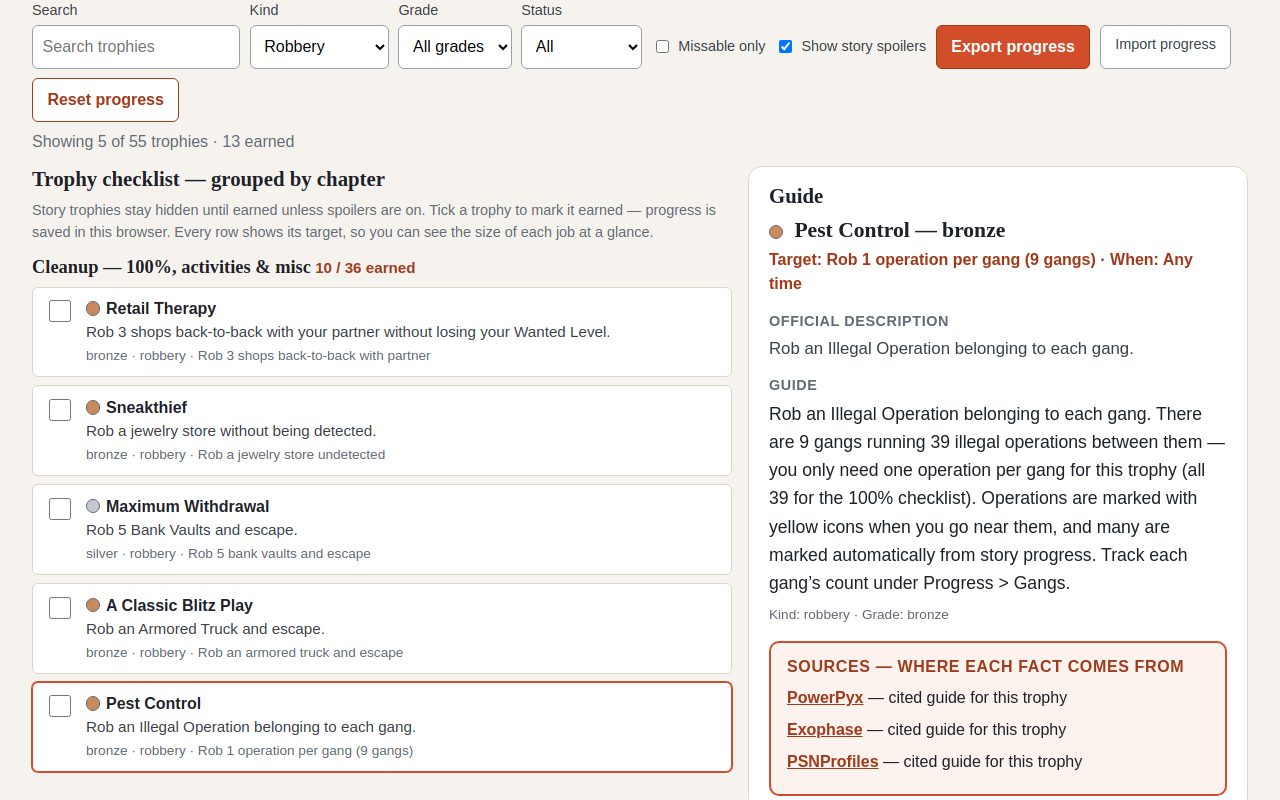 Search
Kind
Grade
Status
Search trophies
Robbery
All grades
All
Missable only
Show story spoilers
Export progress
Import progress
Reset progress
Showing 5 of 55 trophies · 13 earned
Trophy checklist — grouped by chapter
Story trophies stay hidden until earned unless spoilers are on. Tick a trophy to mark it earned — progress is
saved in this browser. Every row shows its target, so you can see the size of each job at a glance.
Cleanup — 100%, activities & misc 10 / 36 earned
Retail Therapy
Rob 3 shops back-to-back with your partner without losing your Wanted Level.
bronze · robbery · Rob 3 shops back-to-back with partner
Sneakthief
Rob a jewelry store without being detected.
bronze · robbery · Rob a jewelry store undetected
Maximum Withdrawal
Rob 5 Bank Vaults and escape.
silver · robbery · Rob 5 bank vaults and escape
A Classic Blitz Play
Rob an Armored Truck and escape.
bronze · robbery · Rob an armored truck and escape
Pest Control
Rob an Illegal Operation belonging to each gang.
bronze · robbery · Rob 1 operation per gang (9 gangs)
Guide
Pest Control — bronze
Target: Rob 1 operation per gang (9 gangs) · When: Any
time
OFFICIAL DESCRIPTION
Rob an Illegal Operation belonging to each gang.
GUIDE
Rob an Illegal Operation belonging to each gang. There
are 9 gangs running 39 illegal operations between them —
you only need one operation per gang for this trophy (all
39 for the 100% checklist). Operations are marked with
yellow icons when you go near them, and many are
marked automatically from story progress. Track each
gang’s count under Progress > Gangs.
Kind: robbery · Grade: bronze
SOURCES — WHERE EACH FACT COMES FROM
PowerPyx — cited guide for this trophy
Exophase — cited guide for this trophy
PSNProfiles — cited guide for this trophy